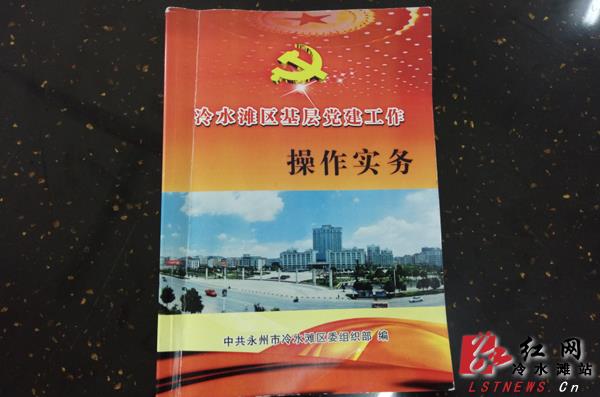 冷水滩区基层党建工作
操作实务
中共永州市冷水滩区委组织部 编
红网
冷水滩站
LSTNEWS.Cn